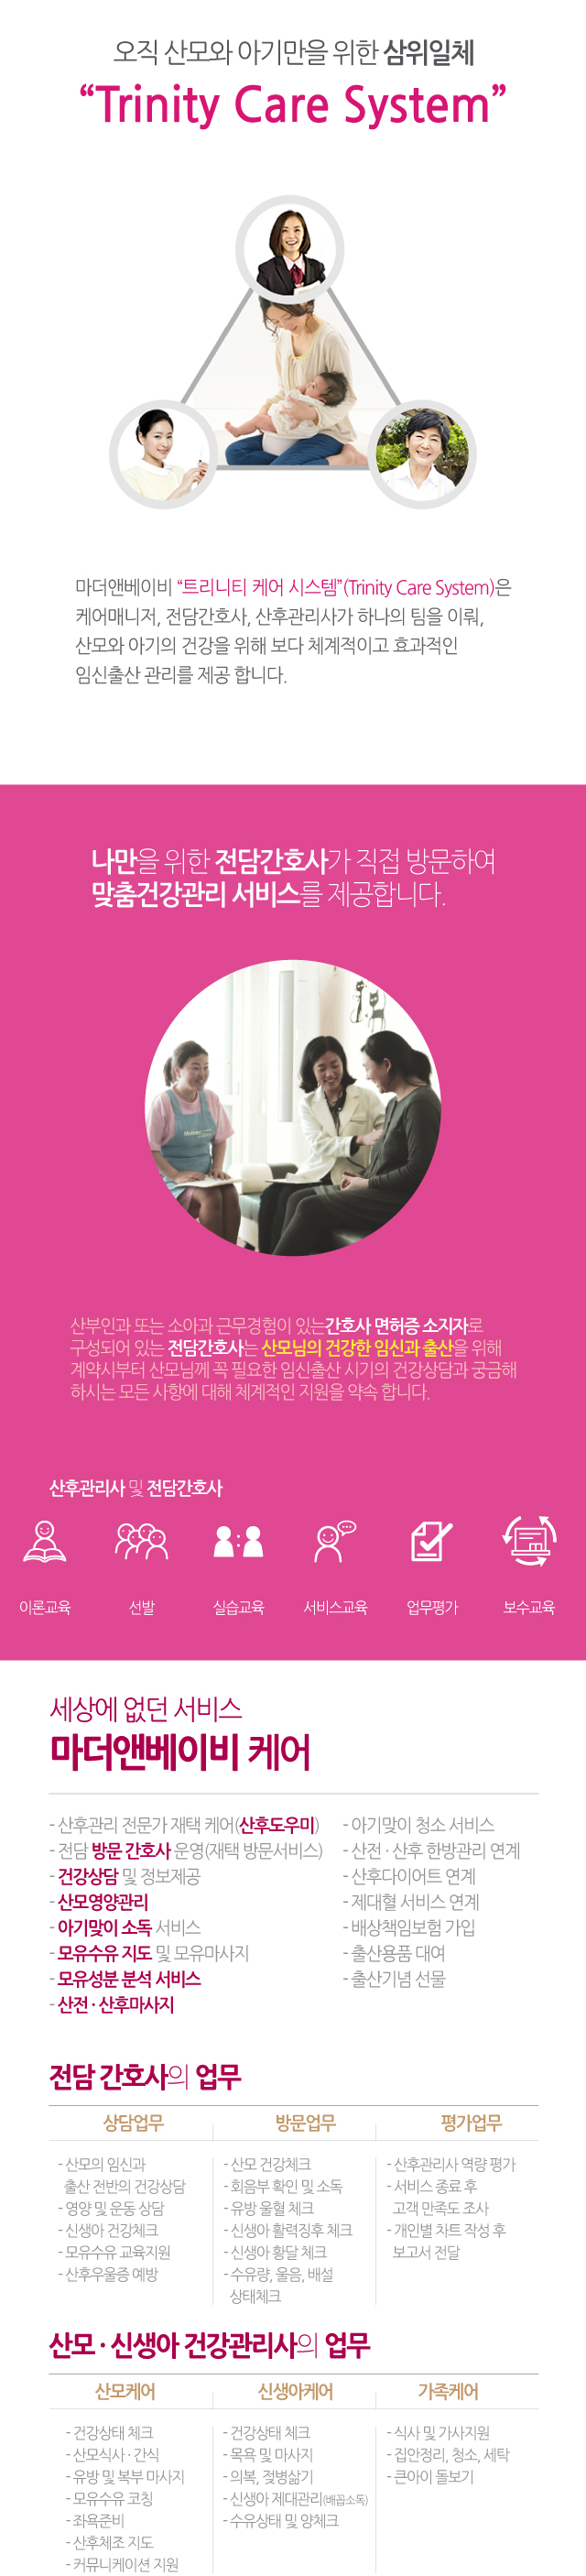 오직 산모와 아기만을 위한 삼위일체
“Trinity Care System”
마더앤베이비 “트리니티 케어 시스템”(Trinity Care System)은
케어매니저, 전담간호사, 산후관리사가 하나의 팀을 이뤄,
산모와 아기의 건강을 위해 보다 체계적이고 효과적인
임신출산 관리를 제공 합니다.
나만을 위한 전담간호사가 직접 방문하여
맞춤건강관리 서비스를 제공합니다.
산부인과 또는 소아과 근무경험이 있는간호사 면허증 소지자로
구성되어 있는 전담간호사는 산모님의 건강한 임신과 출산을 위해
계약시부터 산모님께 꼭 필요한 임신출산 시기의 건강상담과 궁금해
하시는 모든 사항에 대해 체계적인 지원을 약속 합니다.
산후관리사 및 전담간호사
이론교육
선발
실습교육
서비스교육
업무평가
보수교육
세상에 없던 서비스
마더앤베이비 케어
- 산후관리 전문가 재택 케어(산후도우미)
- 전담 방문 간호사 운영(재택 방문서비스)
- 건강상담 및 정보제공
- 산모영양관리
- 아기맞이 소독 서비스
- 모유수유 지도 및 모유마사지
- 모유성분 분석 서비스
- 산전 · 산후마사지
- 아기맞이 청소 서비스
- 산전 · 산후 한방관리 연계
- 산후다이어트 연계
- 제대혈 서비스 연계
- 배상책임보험 가입
- 출산용품 대여
- 출산기념 선물
전담 간호사의 업무
상담업무
- 산모의 임신과
출산 전반의 건강상담
- 영양 및 운동 상담
- 신생아 건강체크
- 모유수유 교육지원
- 산후우울증 예방
방문업무
- 산모 건강체크
- 회음부 확인 및 소독
- 유방 울혈 체크
- 신생아 활력징후 체크
- 신생아 황달 체크
- 수유량, 울음, 배설
상태체크
평가업무
- 산후관리사 역량 평가
- 서비스 종료 후
고객 만족도 조사
- 개인별 차트 작성 후
보고서 전달
산모 · 신생아 건강관리사의 업무
산모케어
- 건강상태 체크
- 산모식사 · 간식
- 유방 및 복부 마사지
- 모유수유 코칭
- 좌욕준비
- 산후체조 지도
- 커뮤니케이션 지원
신생아케어
- 건강상태 체크
- 목욕 및 마사지
- 의복, 젖병삶기
- 신생아 제대관리(배꼽소독)
- 수유상태 및 양체크
가족케어
- 식사 및 가사지원
- 집안정리, 청소, 세탁
- 큰아이 돌보기